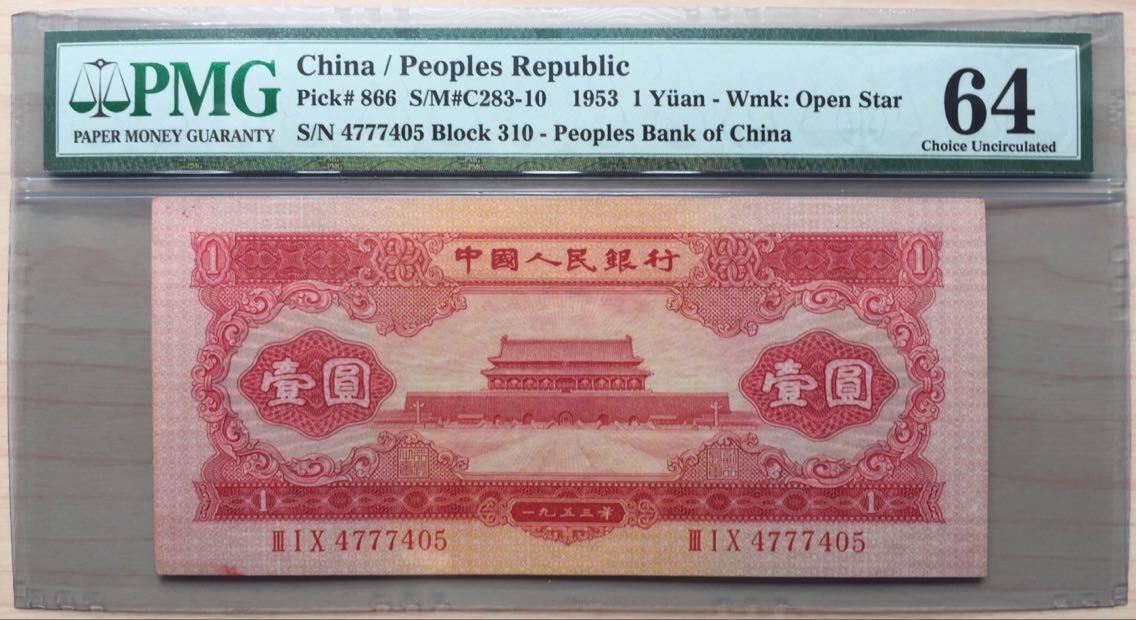 PMG
PAPER MONEY GUARANTY
China / Peoples Republic
Pick# 866 S/M#C283-10 1953 1 Yüan - Wmk: Open Star
S/N 4777405 Block 310 - Peoples Bank of China
64
Choice Uncirculated
1 中國人民銀行 1
壹圓 壹圓
1 一九五三年 1
III I X 4777405 III I X 4777405